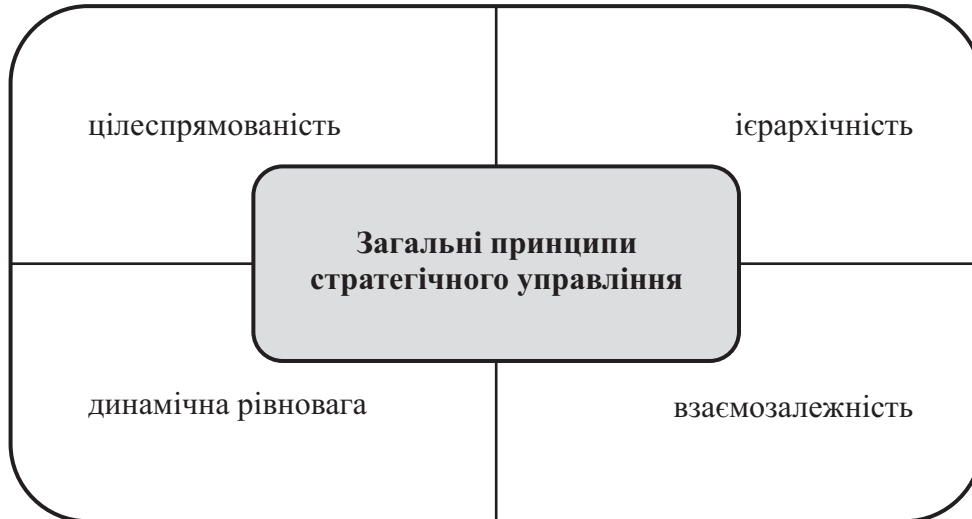 цілеспрямованість
ієрархічність
Загальні принципи
стратегічного управління
динамічна рівновага
взаємозалежність